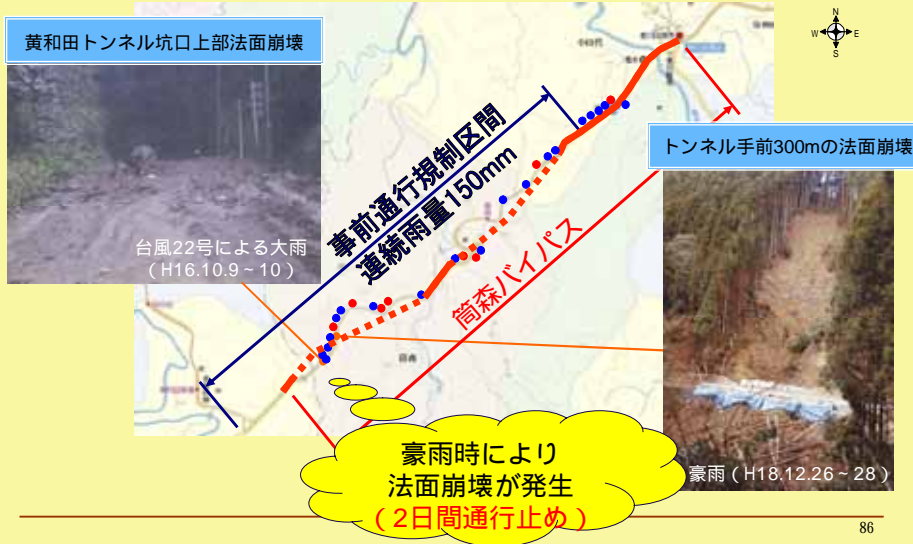 黄和田トンネル坑口上部法面崩壊
N
W
E
S
台風22号による大雨
（H16.10.9～10）
事前通行規制区間
連続雨量150mm
トンネル手前300mの法面崩壊
筒森バイパス
豪雨（H18.12.26～28）
豪雨時により
法面崩壊が発生
（2日間通行止め）
86